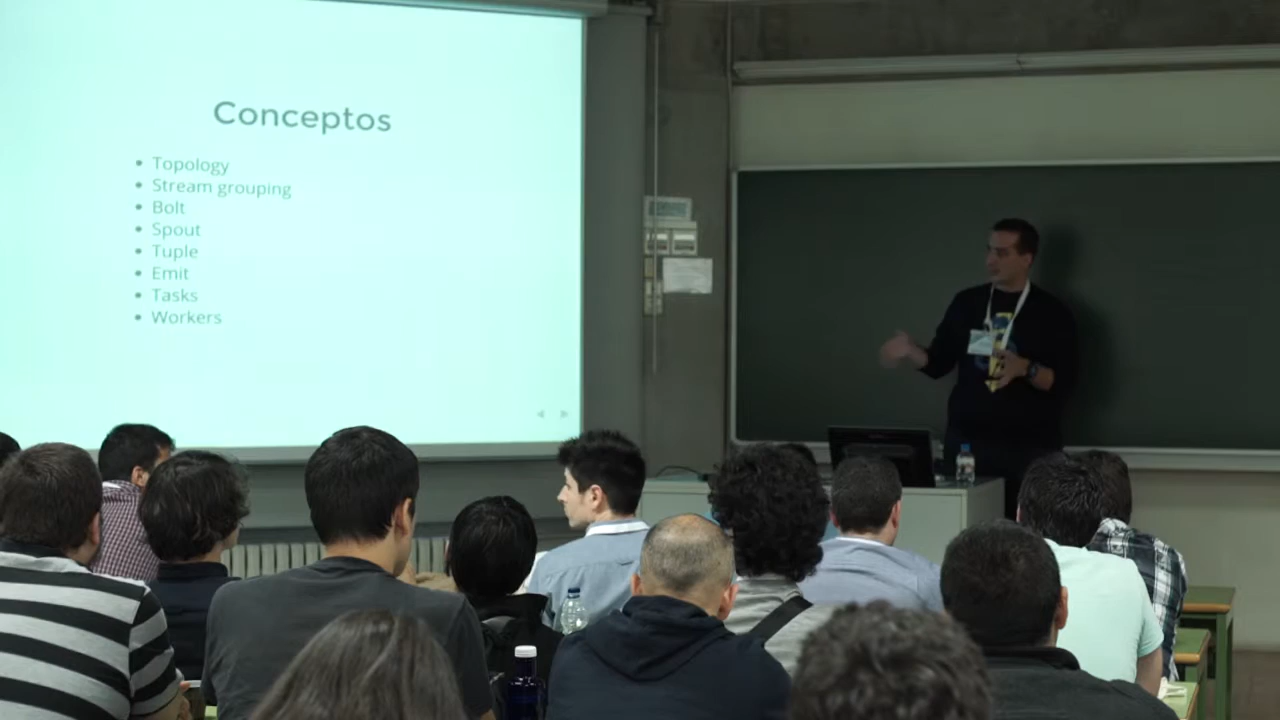 Conceptos
Topology
Stream grouping
Bolt
Spout
Tuple
Emit
Tasks
Workers